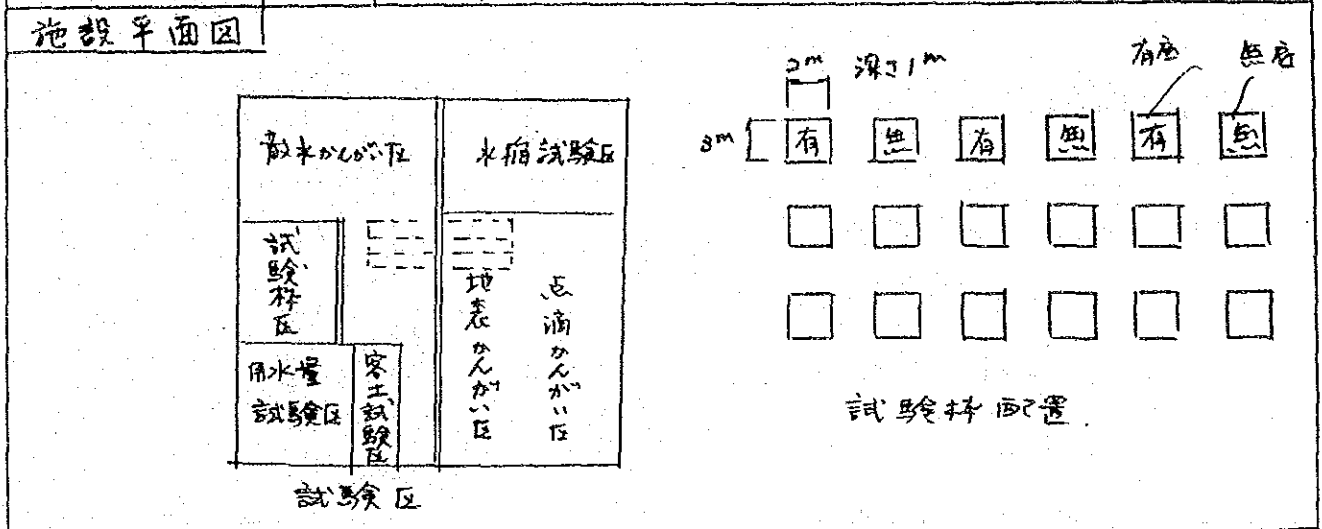 施設平面図
散水かんがい区
水稲試験区
試験枠区
地表かんがい区
点滴かんがい区
用水量
試験区
客土試験区
試験区
2m 深さ1m
有底 無底
有 無 有 無 有 無
試験枠配置